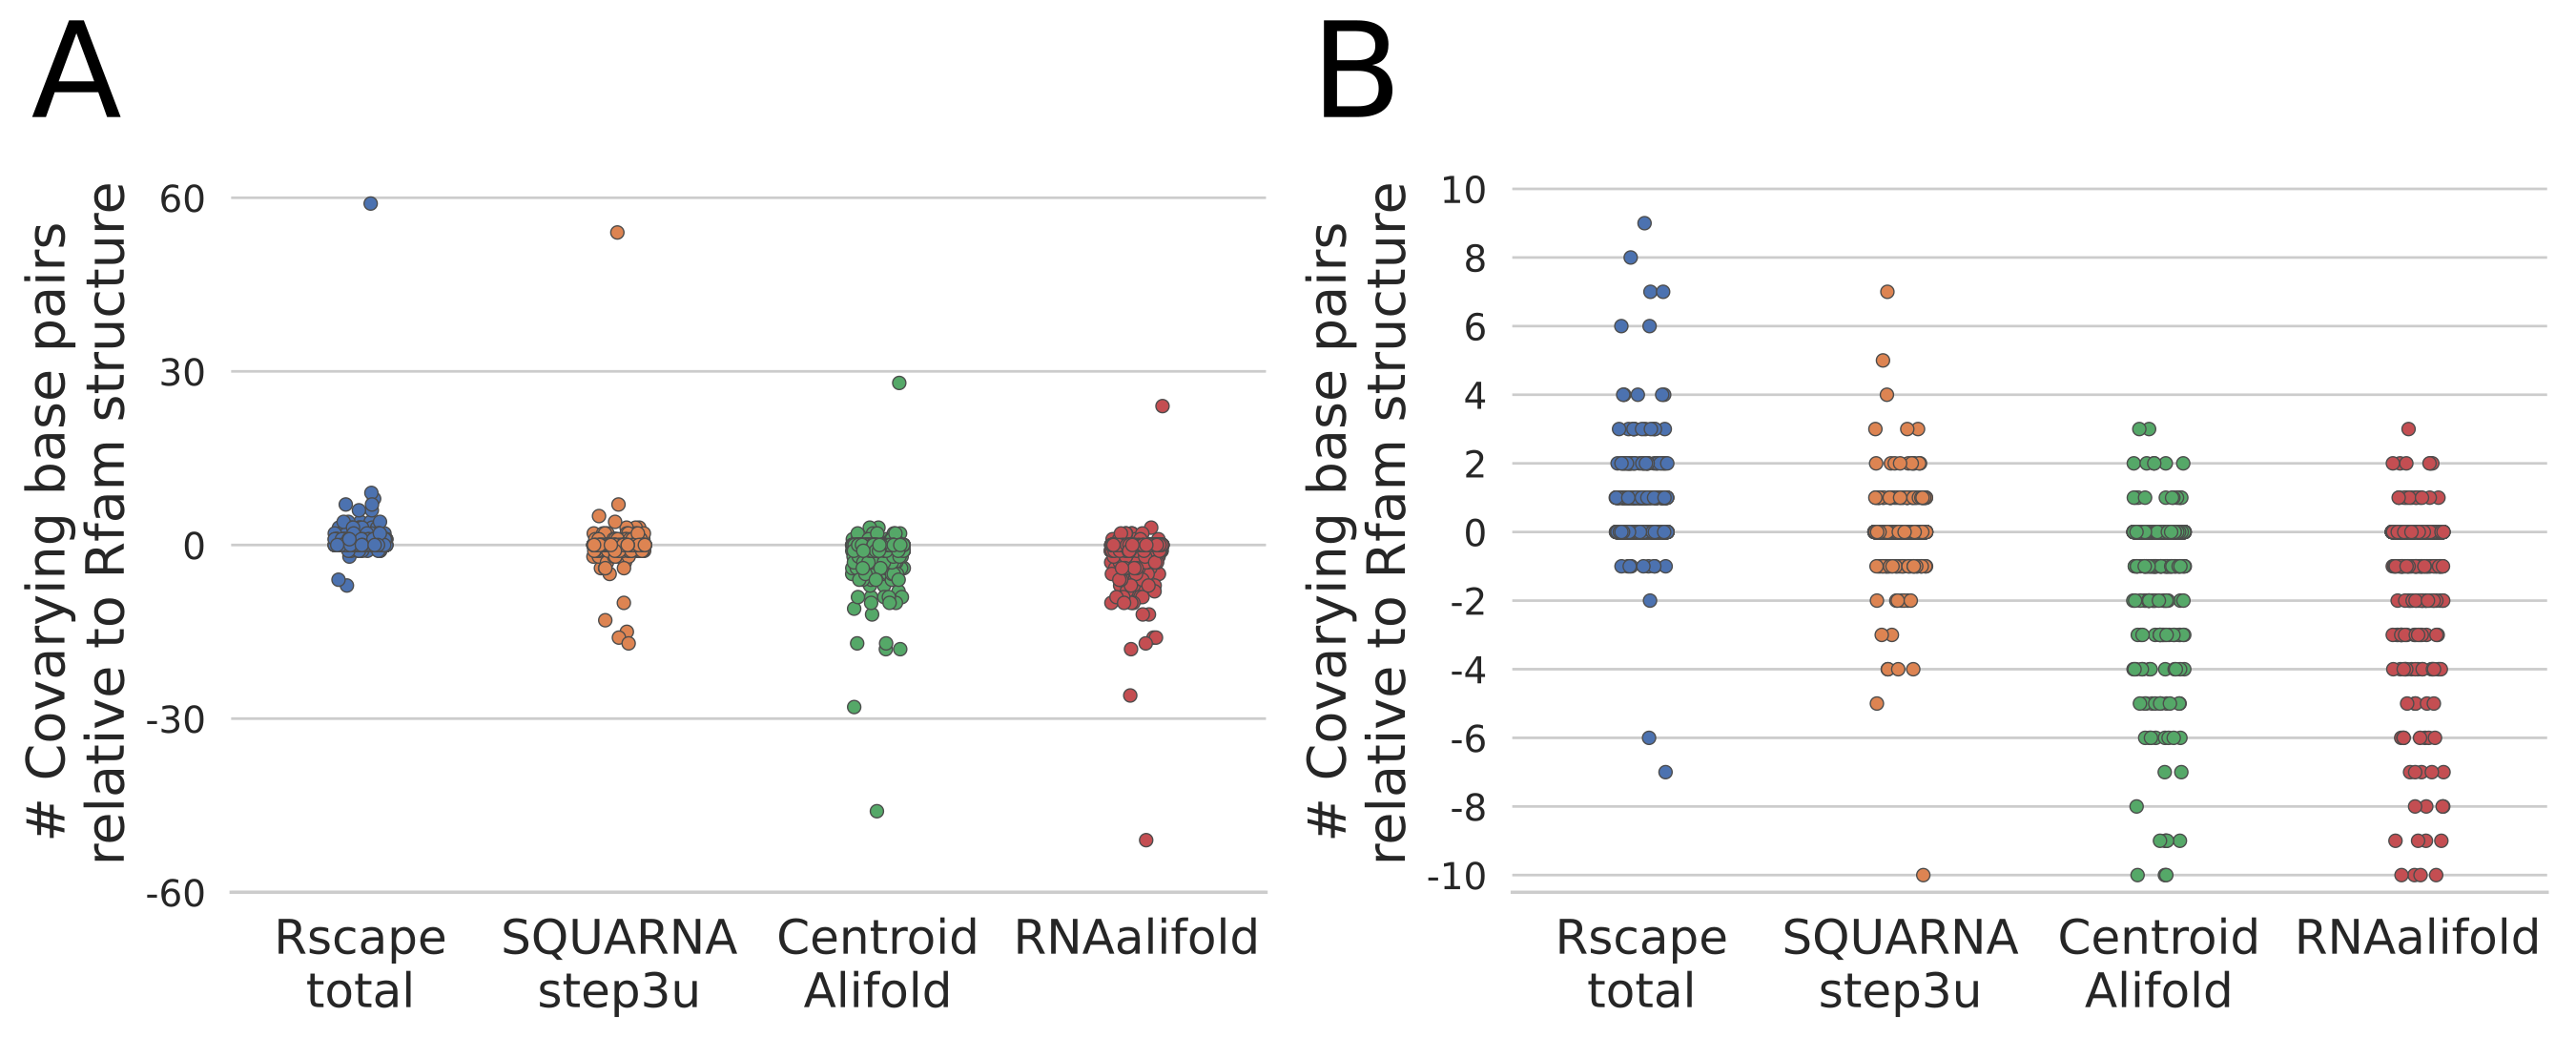 A
# Covarying base pairs
relative to Rfam structure
60
30
0
-30
-60
Rscape
total
SQUARNA
step3u
Centroid
Alifold
RNAalifold
B
# Covarying base pairs
relative to Rfam structure
10
8
6
4
2
0
-2
-4
-6
-8
-10
Rscape
total
SQUARNA
step3u
Centroid
Alifold
RNAalifold